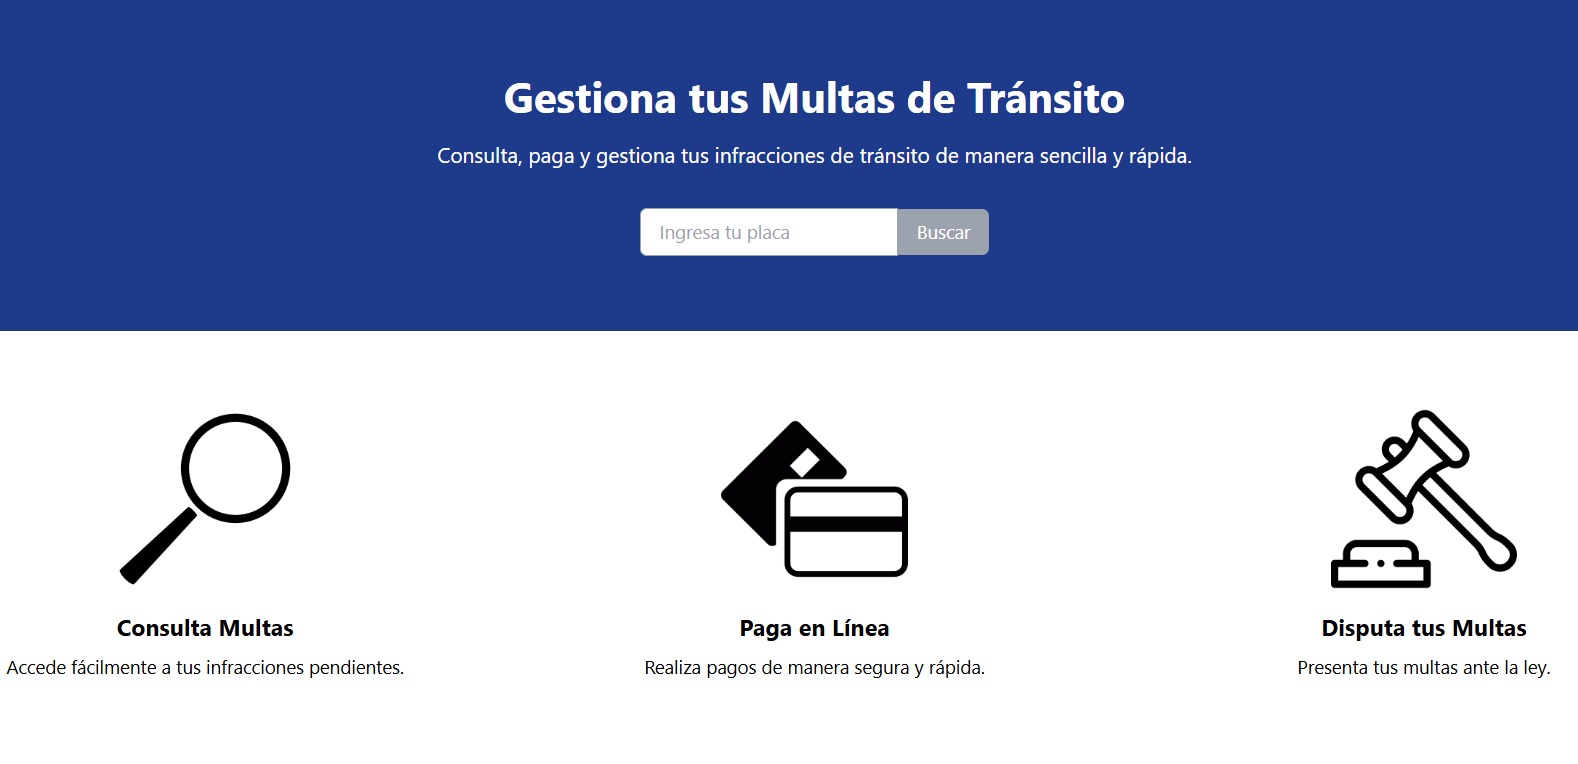 Gestiona tus Multas de Tránsito
Consulta, paga y gestiona tus infracciones de tránsito de manera sencilla y rápida.
Ingresa tu placa
Buscar
Consulta Multas
Accede fácilmente a tus infracciones pendientes.
Paga en Línea
Realiza pagos de manera segura y rápida.
Disputa tus Multas
Presenta tus multas ante la ley.